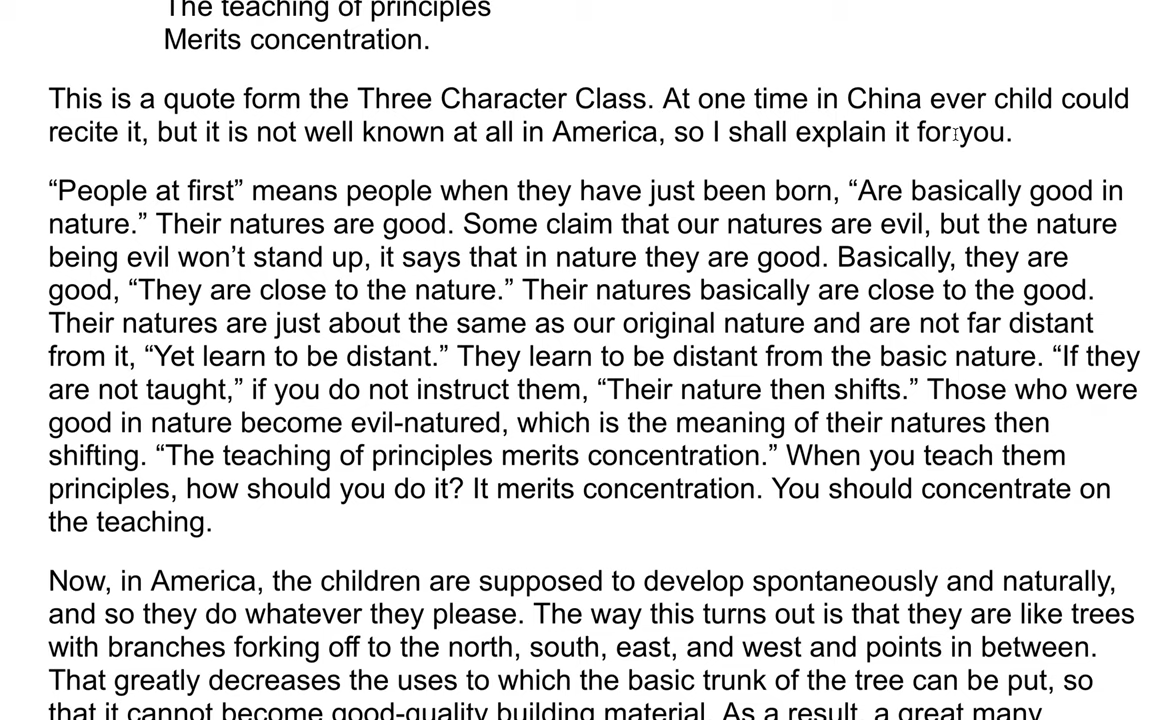 The teaching of principles
Merits concentration.
This is a quote form the Three Character Class. At one time in China ever child could
recite it, but it is not well known at all in America, so I shall explain it for you.
“People at first” means people when they have just been born, “Are basically good in
nature.” Their natures are good. Some claim that our natures are evil, but the nature
being evil won’t stand up, it says that in nature they are good. Basically, they are
good, “They are close to the nature.” Their natures basically are close to the good.
Their natures are just about the same as our original nature and are not far distant
from it, “Yet learn to be distant.” They learn to be distant from the basic nature. “If they
are not taught,” if you do not instruct them, “Their nature then shifts.” Those who were
good in nature become evil-natured, which is the meaning of their natures then
shifting. “The teaching of principles merits concentration.” When you teach them
principles, how should you do it? It merits concentration. You should concentrate on
the teaching.
Now, in America, the children are supposed to develop spontaneously and naturally,
and so they do whatever they please. The way this turns out is that they are like trees
with branches forking off to the north, south, east, and west and points in between.
That greatly decreases the uses to which the basic trunk of the tree can be put, so
that it cannot become good-quality building material. As a result, a great many